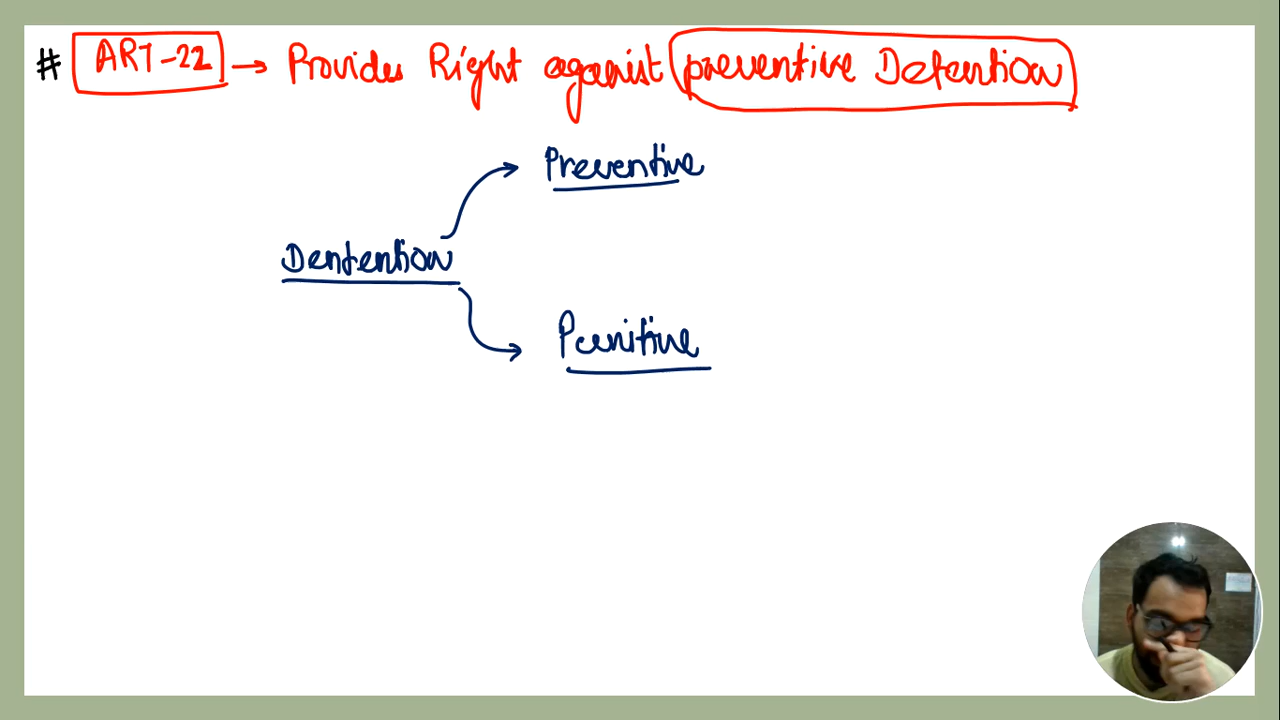 # ART-22 → Provides Right against preventive Detention
Preventive
Dentention
Punitive